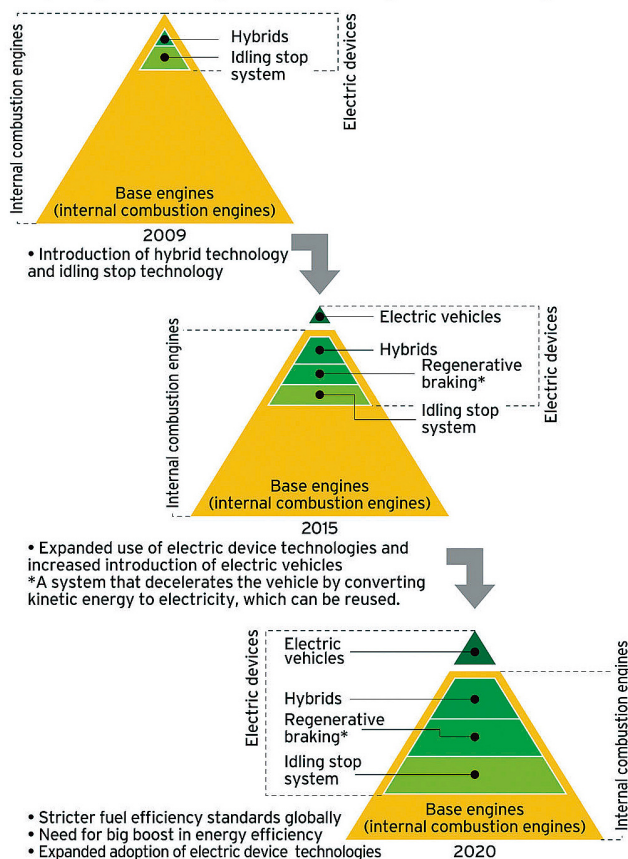 Hybrids
Idling stop
system
Electric devices
Internal combustion engines
Base engines
(internal combustion engines)
2009
• Introduction of hybrid technology
and idling stop technology
Electric vehicles
Hybrids
Regenerative
braking*
Idling stop
system
Electric devices
Internal combustion engines
Base engines
(internal combustion engines)
2015
• Expanded use of electric device technologies and
increased introduction of electric vehicles
*A system that decelerates the vehicle by converting
kinetic energy to electricity, which can be reused.
Electric
vehicles
Hybrids
Regenerative
braking*
Idling stop
system
Electric devices
Internal combustion engines
Base engines
(internal combustion engines)
2020
• Stricter fuel efficiency standards globally
• Need for big boost in energy efficiency
• Expanded adoption of electric device technologies